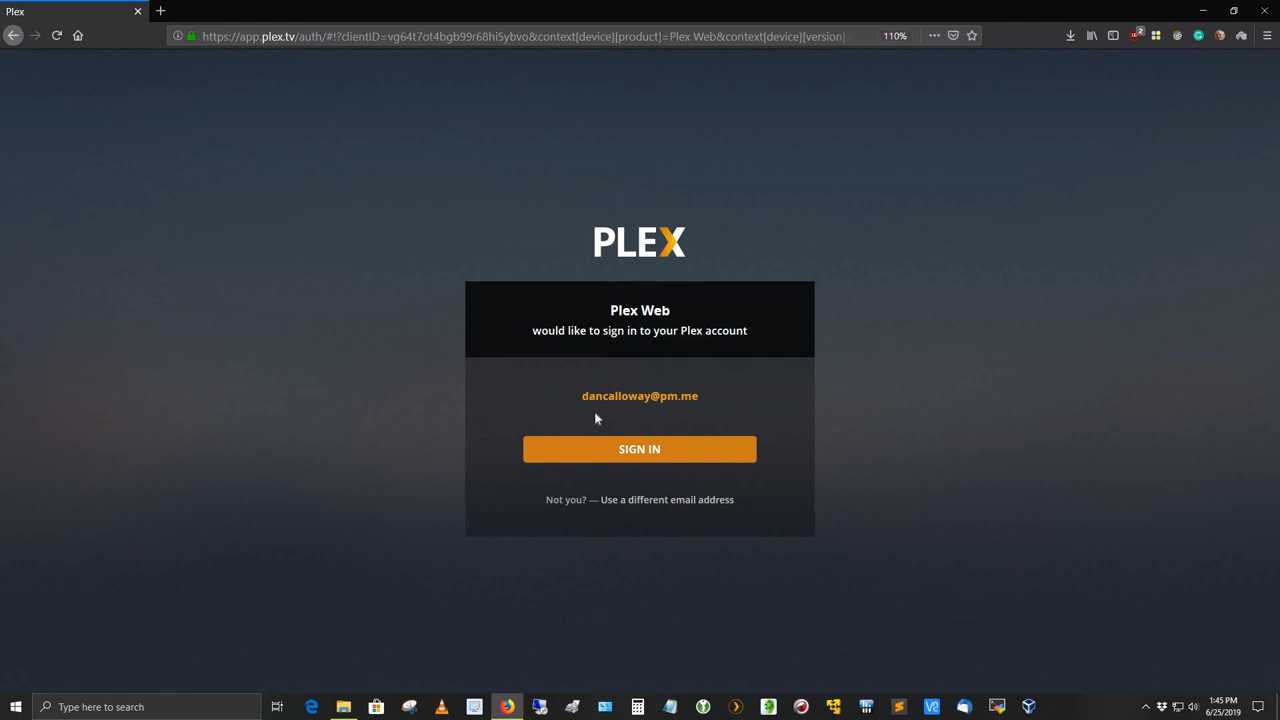 Plex
https://app.plex.tv/auth/#!?clientID=vg64t7ot4bgb99r68hi5ybvo&context[device][product]=Plex Web&context[device][version]=
110%
2
PLEX
Plex Web
would like to sign in to your Plex account
dancalloway@pm.me
SIGN IN
Not you? — Use a different email address
Type here to search
1:45 PM
6/25/2019